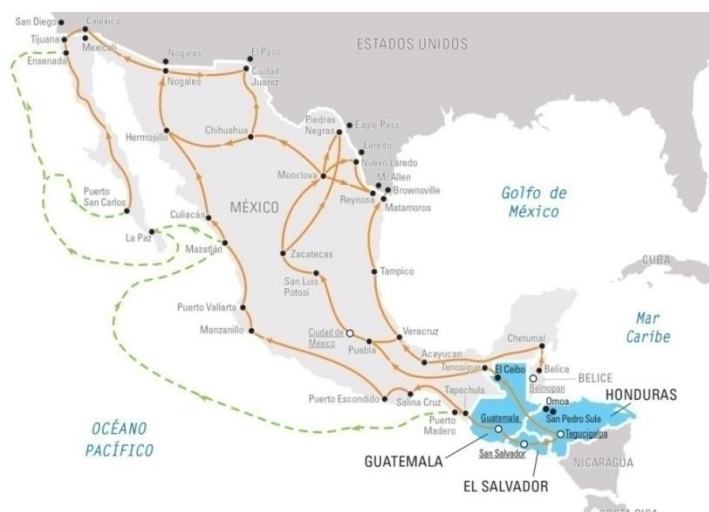 San Diego
Calexico
Tijuana
Mexicali
Ensenada
Nogales
Nogales
El Paso
Ciudad
Juarez
ESTADOS UNIDOS
Piedras
Negras
Eagle Pass
Laredo
Nuevo Laredo
McAllen
Brownsville
Hermosillo
Chihuahua
Monclova
Reynosa
Matamoros
Golfo de
México
Puerto
San Carlos
La Paz
Culiacán
Mazatlán
MÉXICO
Zacatecas
San Luis
Potosí
Tampico
CUBA
Puerto Vallarta
Manzanillo
Ciudad de
México
Puebla
Veracruz
Acayucan
Tenosique
Chetumal
Mar
Caribe
El Ceibo
Belice
Belmopan
BELICE
HONDURAS
Puerto Escondido
Salina Cruz
Tapachula
Puerto
Madero
Omoa
San Pedro Sula
Guatemala
Tegucigalpa
OCÉANO
PACÍFICO
GUATEMALA
San Salvador
EL SALVADOR
NICARAGUA
COSTA RICA